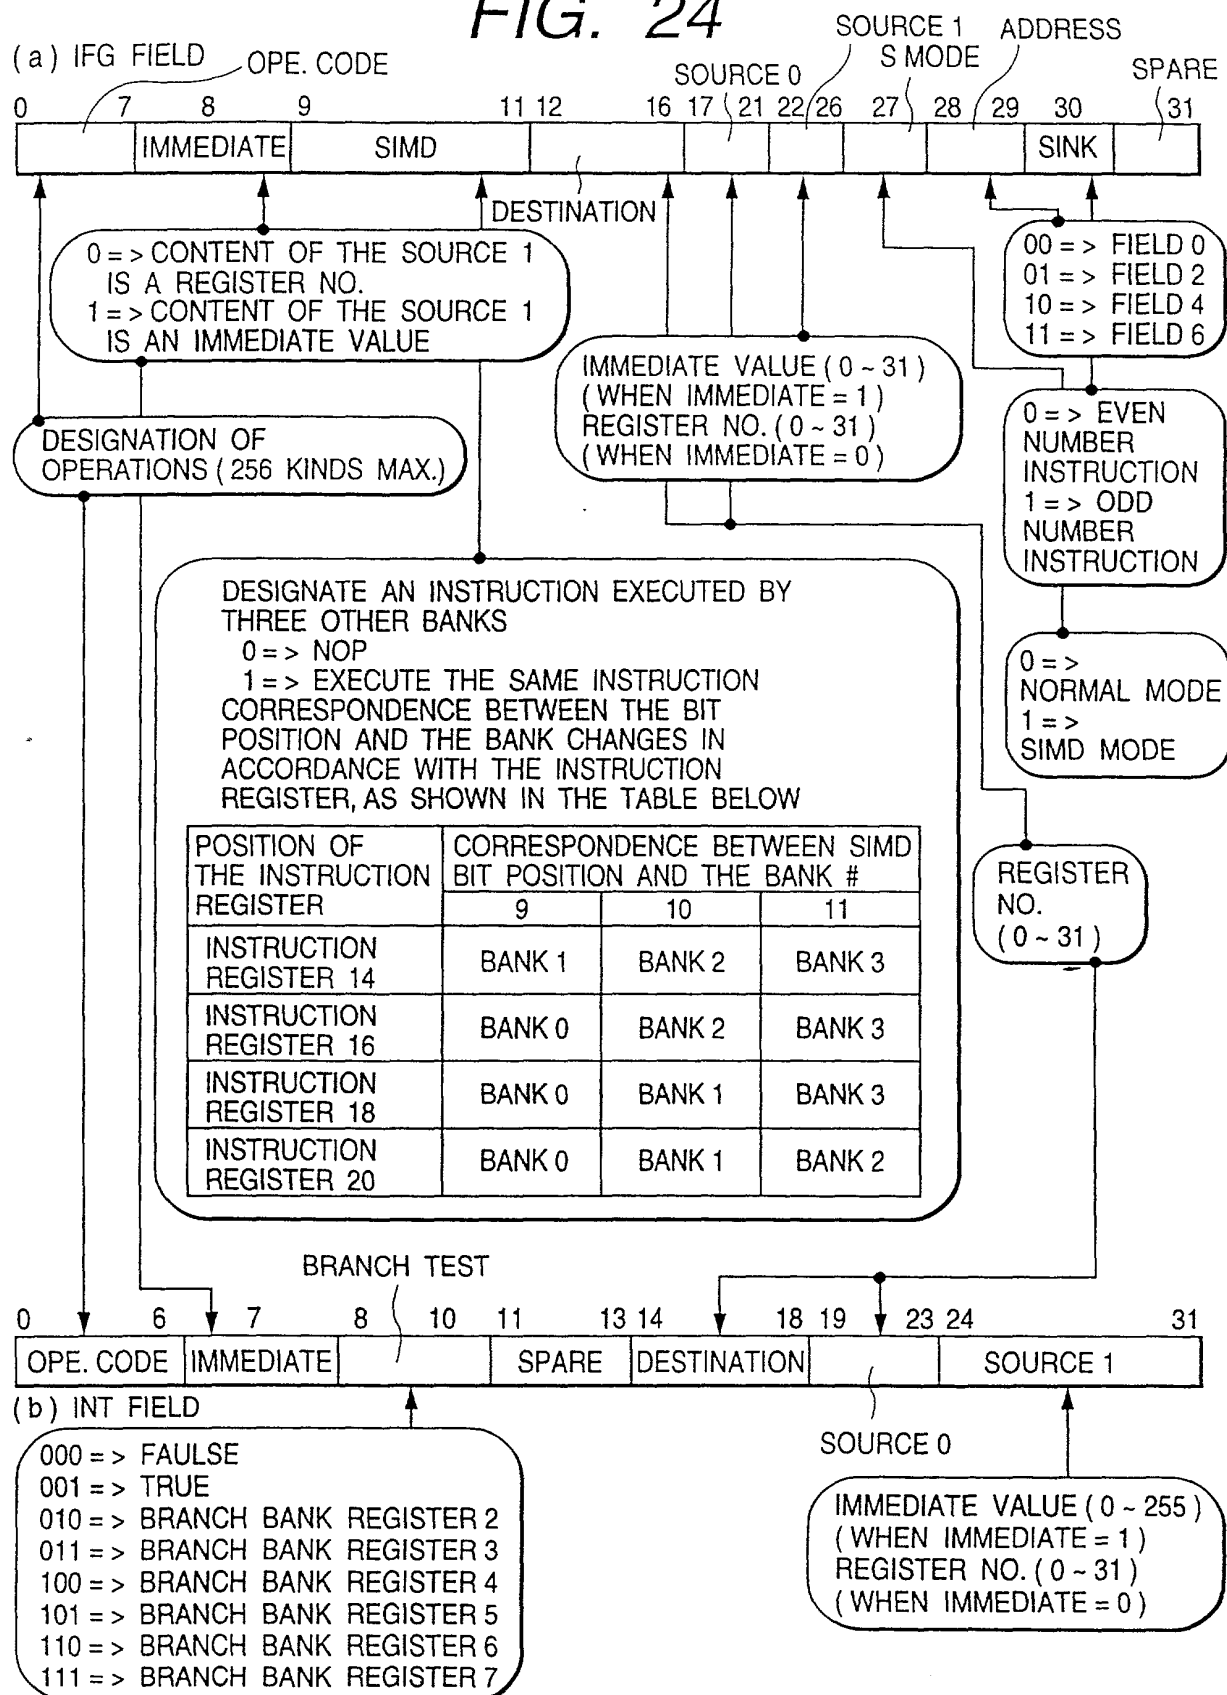 FIG. 24
(a) IFG FIELD
OPE. CODE
SOURCE 0
SOURCE 1
S MODE
ADDRESS
SPARE
0 7 8 9 11 12 16 17 21 22 26 27 28 29 30 31
IMMEDIATE SIMD SINK
DESTINATION
0 = > CONTENT OF THE SOURCE 1
IS A REGISTER NO.
1 = > CONTENT OF THE SOURCE 1
IS AN IMMEDIATE VALUE
00 = > FIELD 0
01 = > FIELD 2
10 = > FIELD 4
11 = > FIELD 6
IMMEDIATE VALUE ( 0 ~ 31 )
( WHEN IMMEDIATE = 1 )
REGISTER NO. ( 0 ~ 31 )
( WHEN IMMEDIATE = 0 )
DESIGNATION OF
OPERATIONS ( 256 KINDS MAX. )
0 = > EVEN
NUMBER
INSTRUCTION
1 = > ODD
NUMBER
INSTRUCTION
DESIGNATE AN INSTRUCTION EXECUTED BY
THREE OTHER BANKS
0 = > NOP
1 = > EXECUTE THE SAME INSTRUCTION
CORRESPONDENCE BETWEEN THE BIT
POSITION AND THE BANK CHANGES IN
ACCORDANCE WITH THE INSTRUCTION
REGISTER, AS SHOWN IN THE TABLE BELOW
0 = >
NORMAL MODE
1 = >
SIMD MODE
POSITION OF
THE INSTRUCTION
REGISTER
CORRESPONDENCE BETWEEN SIMD
BIT POSITION AND THE BANK #
9 10 11
INSTRUCTION
REGISTER 14
BANK 1 BANK 2 BANK 3
INSTRUCTION
REGISTER 16
BANK 0 BANK 2 BANK 3
INSTRUCTION
REGISTER 18
BANK 0 BANK 1 BANK 3
INSTRUCTION
REGISTER 20
BANK 0 BANK 1 BANK 2
REGISTER
NO.
( 0 ~ 31 )
BRANCH TEST
0 6 7 8 10 11 13 14 18 19 23 24 31
OPE. CODE IMMEDIATE SPARE DESTINATION SOURCE 1
(b) INT FIELD
SOURCE 0
000 = > FAULSE
001 = > TRUE
010 = > BRANCH BANK REGISTER 2
011 = > BRANCH BANK REGISTER 3
100 = > BRANCH BANK REGISTER 4
101 = > BRANCH BANK REGISTER 5
110 = > BRANCH BANK REGISTER 6
111 = > BRANCH BANK REGISTER 7
IMMEDIATE VALUE ( 0 ~ 255 )
( WHEN IMMEDIATE = 1 )
REGISTER NO. ( 0 ~ 31 )
( WHEN IMMEDIATE = 0 )